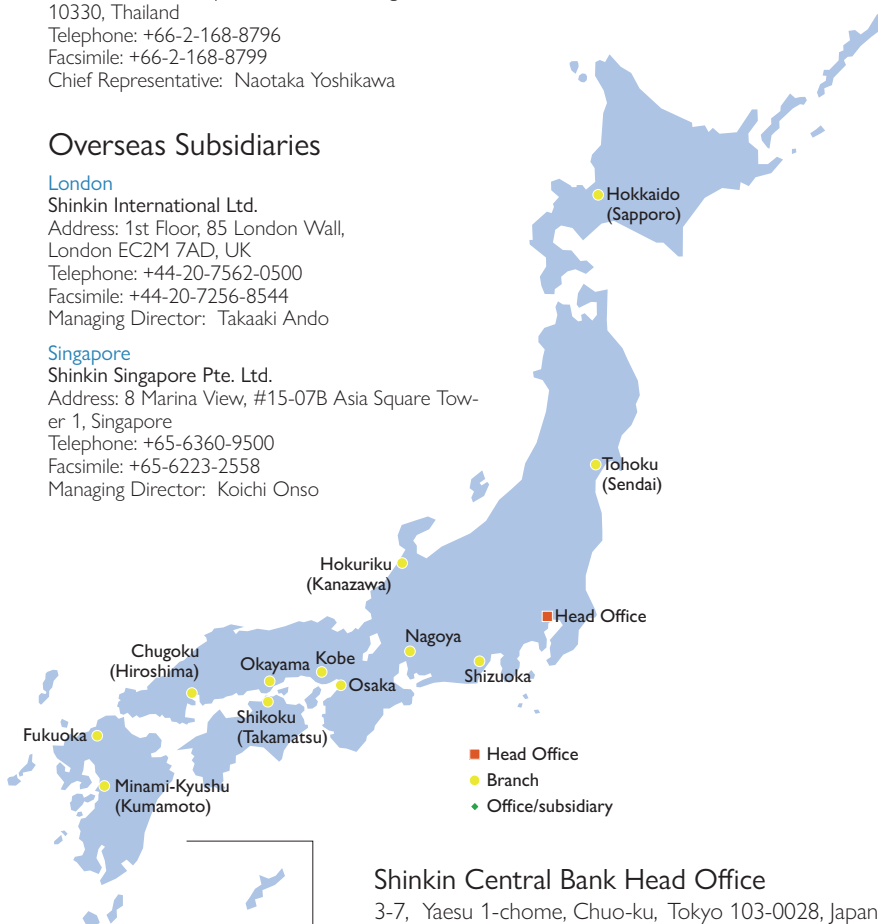 10330, Thailand
Telephone: +66-2-168-8796
Facsimile: +66-2-168-8799
Chief Representative: Naotaka Yoshikawa
Overseas Subsidiaries
London
Shinkin International Ltd.
Address: 1st Floor, 85 London Wall,
London EC2M 7AD, UK
Telephone: +44-20-7562-0500
Facsimile: +44-20-7256-8544
Managing Director: Takaaki Ando
Singapore
Shinkin Singapore Pte. Ltd.
Address: 8 Marina View, #15-07B Asia Square Tow-
er 1, Singapore
Telephone: +65-6360-9500
Facsimile: +65-6223-2558
Managing Director: Koichi Onso
Hokkaido
(Sapporo)
Tohoku
(Sendai)
Hokuriku
(Kanazawa)
Head Office
Nagoya
Shizuoka
Chugoku
(Hiroshima)
Okayama
Kobe
Osaka
Shikoku
(Takamatsu)
Fukuoka
Minami-Kyushu
(Kumamoto)
Head Office
Branch
Office/subsidiary
Shinkin Central Bank Head Office
3-7, Yaesu 1-chome, Chuo-ku, Tokyo 103-0028, Japan